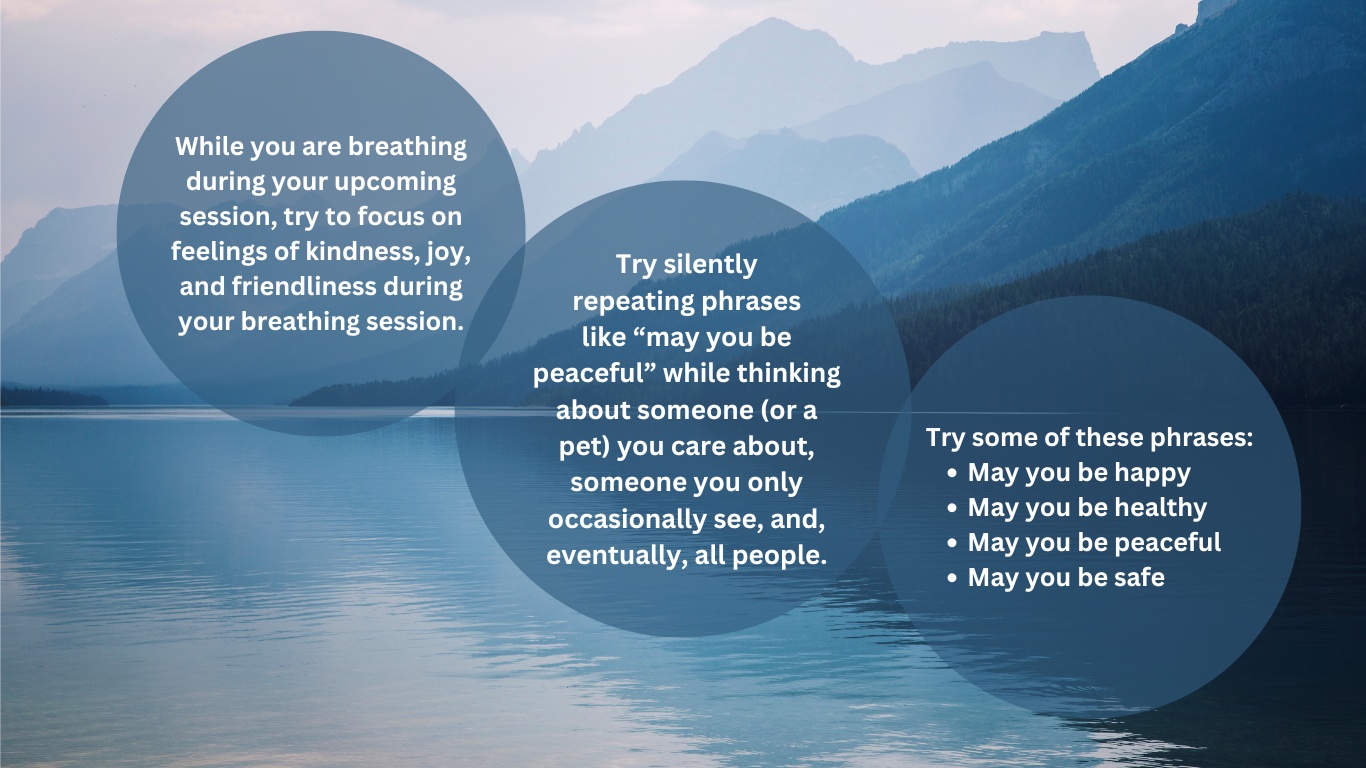 While you are breathing
during your upcoming
session, try to focus on
feelings of kindness, joy,
and friendliness during
your breathing session.
Try silently
repeating phrases
like “may you be
peaceful” while thinking
about someone (or a
pet) you care about,
someone you only
occasionally see, and,
eventually, all people.
Try some of these phrases:
• May you be happy
• May you be healthy
• May you be peaceful
• May you be safe